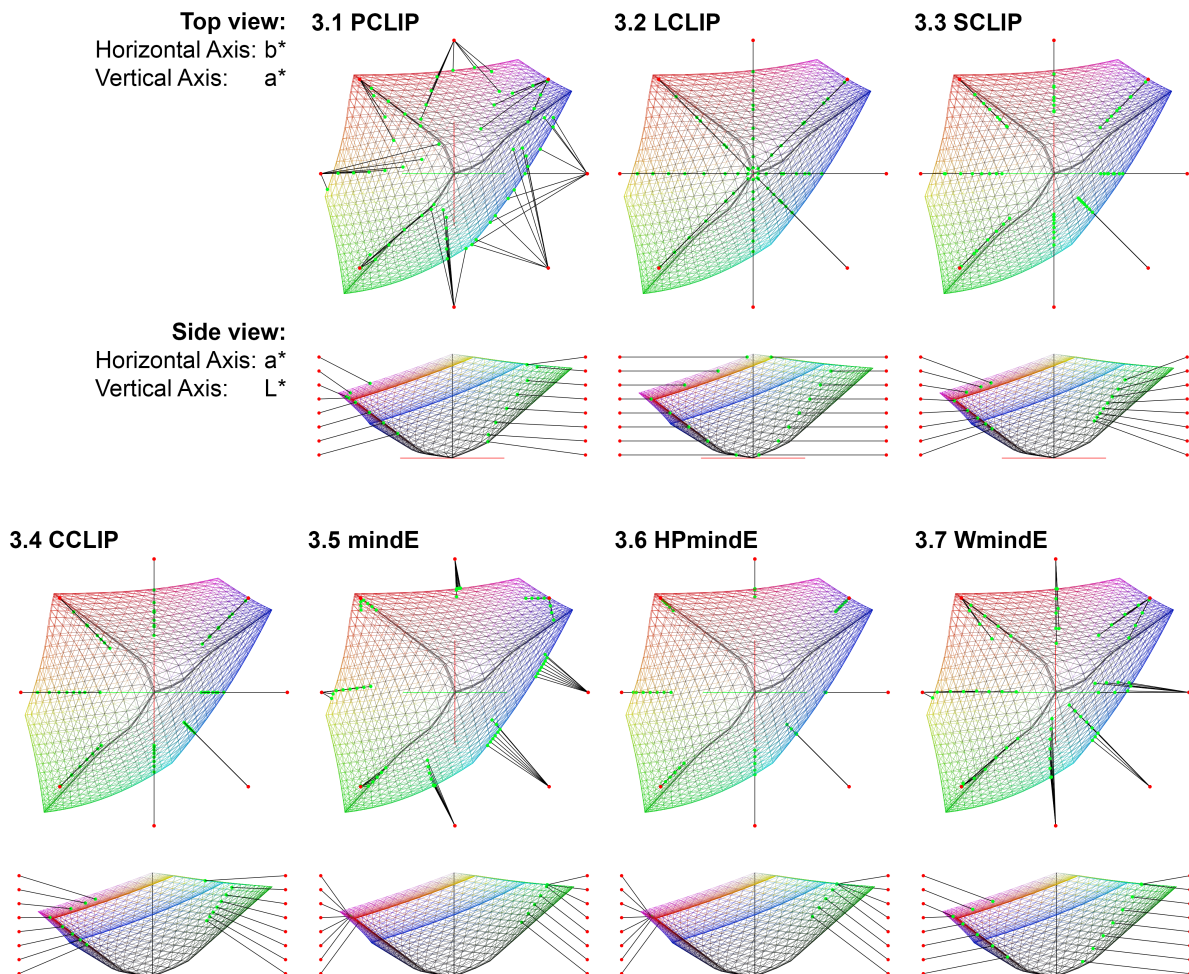 Top view:
Horizontal Axis: b*
Vertical Axis: a*
3.1 PCLIP
3.2 LCLIP
3.3 SCLIP
Side view:
Horizontal Axis: a*
Vertical Axis: L*
3.4 CCLIP
3.5 mindE
3.6 HPmindE
3.7 WmindE